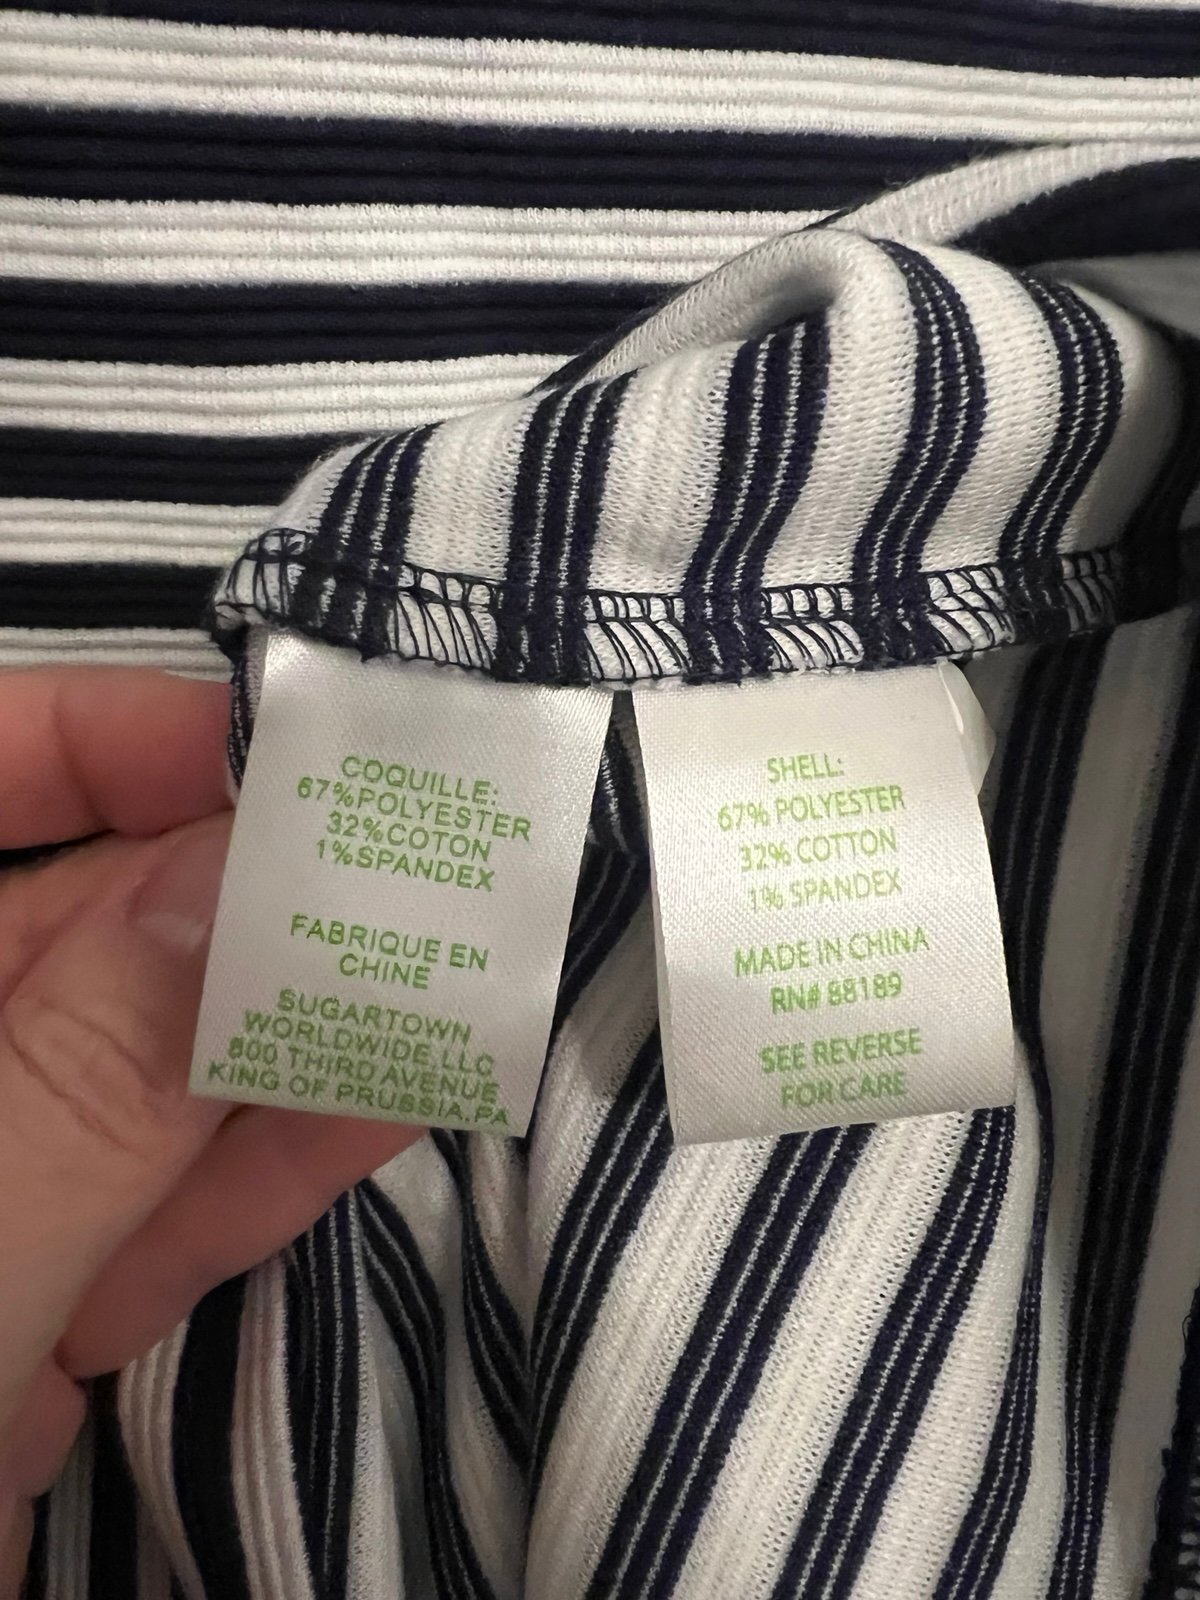 COQUILLE:
67%POLYESTER
32%COTON
1%SPANDEX
FABRIQUE EN
CHINE
SUGARTOWN
WORLDWIDE, LLC
800 THIRD AVENUE
KING OF PRUSSIA.PA
SHELL:
67% POLYESTER
32% COTTON
1% SPANDEX
MADE IN CHINA
RN# 88189
SEE REVERSE
FOR CARE